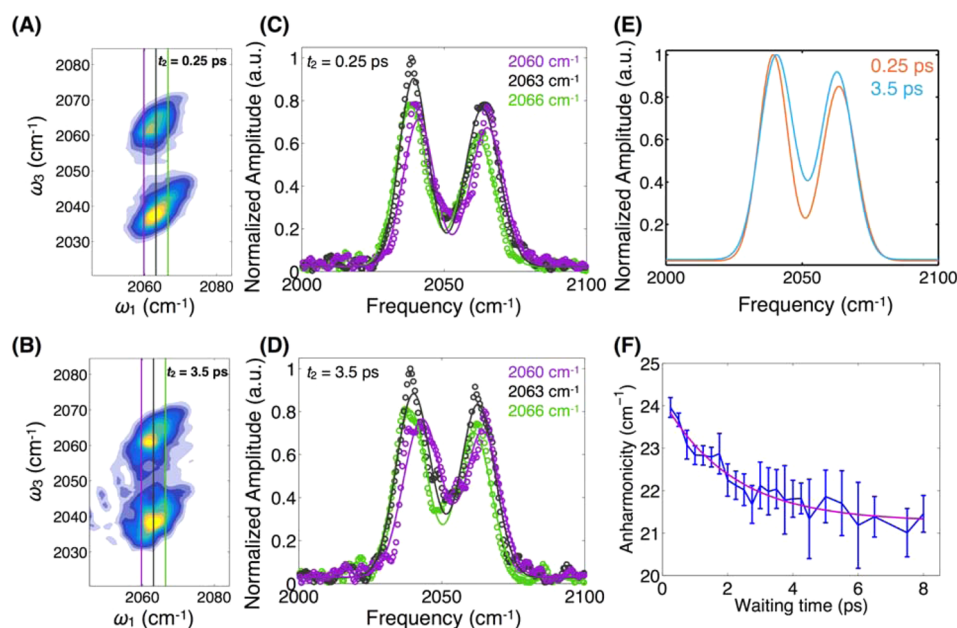 (A)
t₂ = 0.25 ps
2080
2070
2060
2050
2040
2030
ω₃ (cm⁻¹)
2060 2080
ω₁ (cm⁻¹)
(C)
t₂ = 0.25 ps
2060 cm⁻¹
2063 cm⁻¹
2066 cm⁻¹
Normalized Amplitude (a.u.)
1
0.8
0.6
0.4
0.2
0
2000 2050 2100
Frequency (cm⁻¹)
(E)
0.25 ps
3.5 ps
Normalized Amplitude (a.u.)
1
0.8
0.6
0.4
0.2
0
2000 2050 2100
Frequency (cm⁻¹)
(B)
t₂ = 3.5 ps
2080
2070
2060
2050
2040
2030
ω₃ (cm⁻¹)
2060 2080
ω₁ (cm⁻¹)
(D)
t₂ = 3.5 ps
2060 cm⁻¹
2063 cm⁻¹
2066 cm⁻¹
Normalized Amplitude (a.u.)
1
0.8
0.6
0.4
0.2
0
2000 2050 2100
Frequency (cm⁻¹)
(F)
Anharmonicity (cm⁻¹)
25
24
23
22
21
20
0 2 4 6 8
Waiting time (ps)